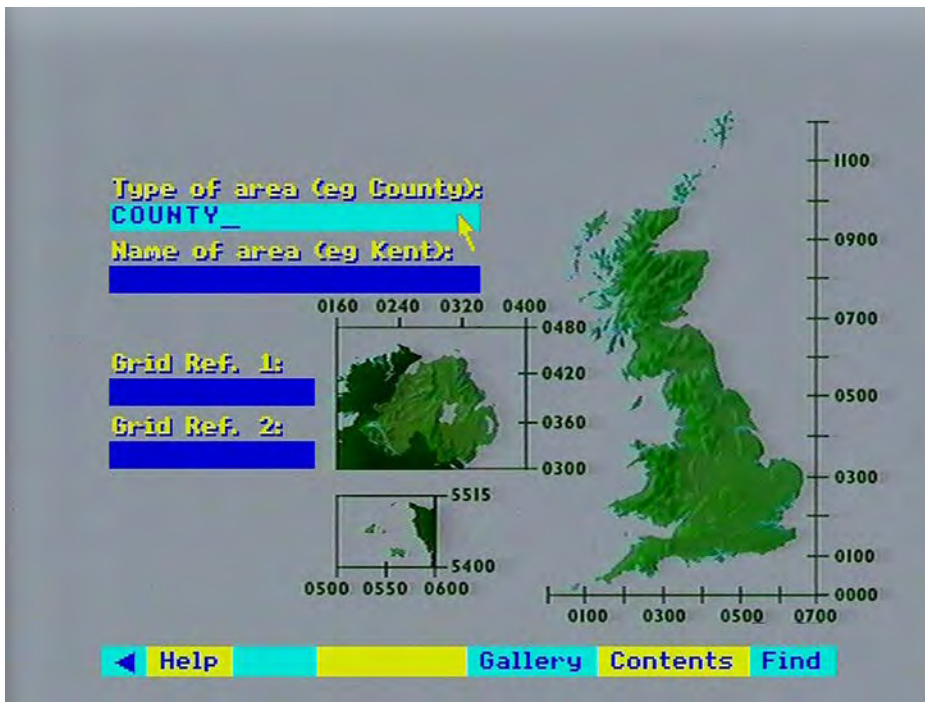 Type of area (eg County):
COUNTY_
Name of area (eg Kent):
Grid Ref. 1:
Grid Ref. 2:
0160 0240 0320 0400
0480
0420
0360
0300
5515
5400
0500 0550 0600
1100
0900
0700
0500
0300
0100
0000
0100 0300 0500 0700
Help Gallery Contents Find